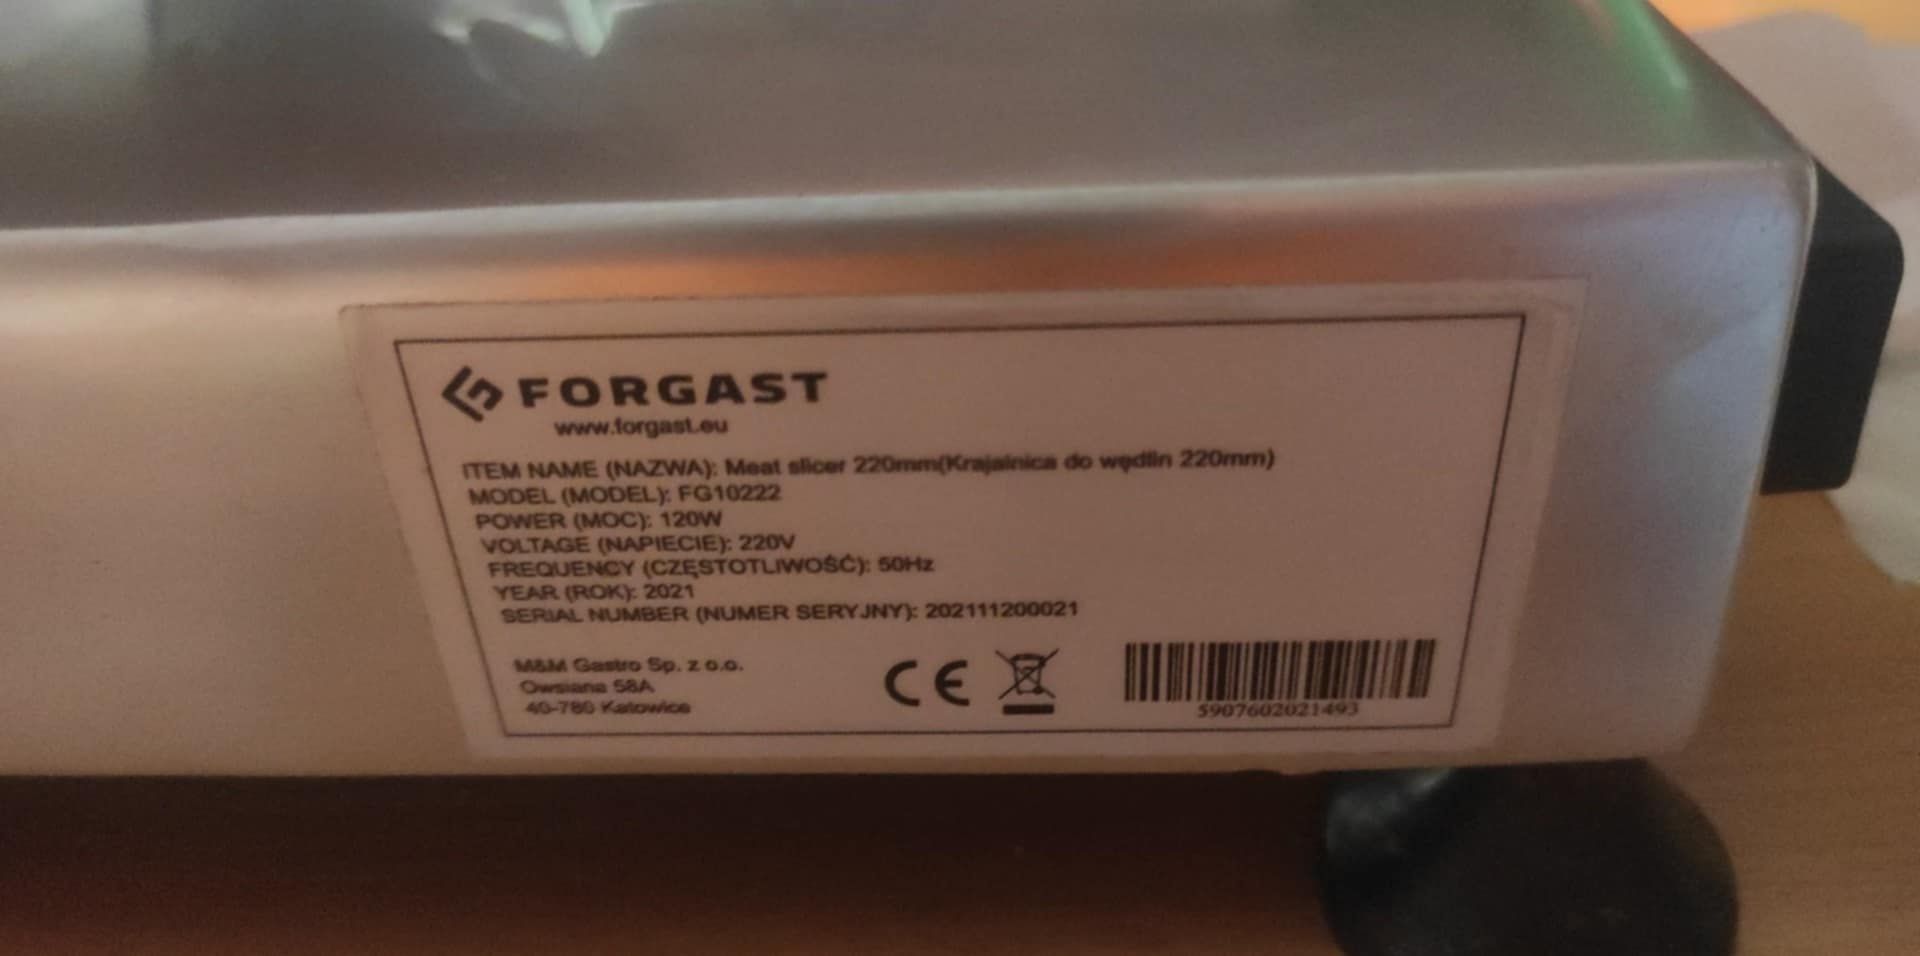 FORGAST
www.forgast.eu
ITEM NAME (NAZWA): Meat slicer 220mm(Krajalnica do wędlin 220mm)
MODEL (MODEL): FG10222
POWER (MOC): 120W
VOLTAGE (NAPIECIE): 220V
FREQUENCY (CZĘSTOTLIWOŚĆ): 50Hz
YEAR (ROK): 2021
SERIAL NUMBER (NUMER SERYJNY): 202111200021
M&M Gastro Sp. z o.o.
Owsiana 58A
40-780 Katowice
CE
5907602021493